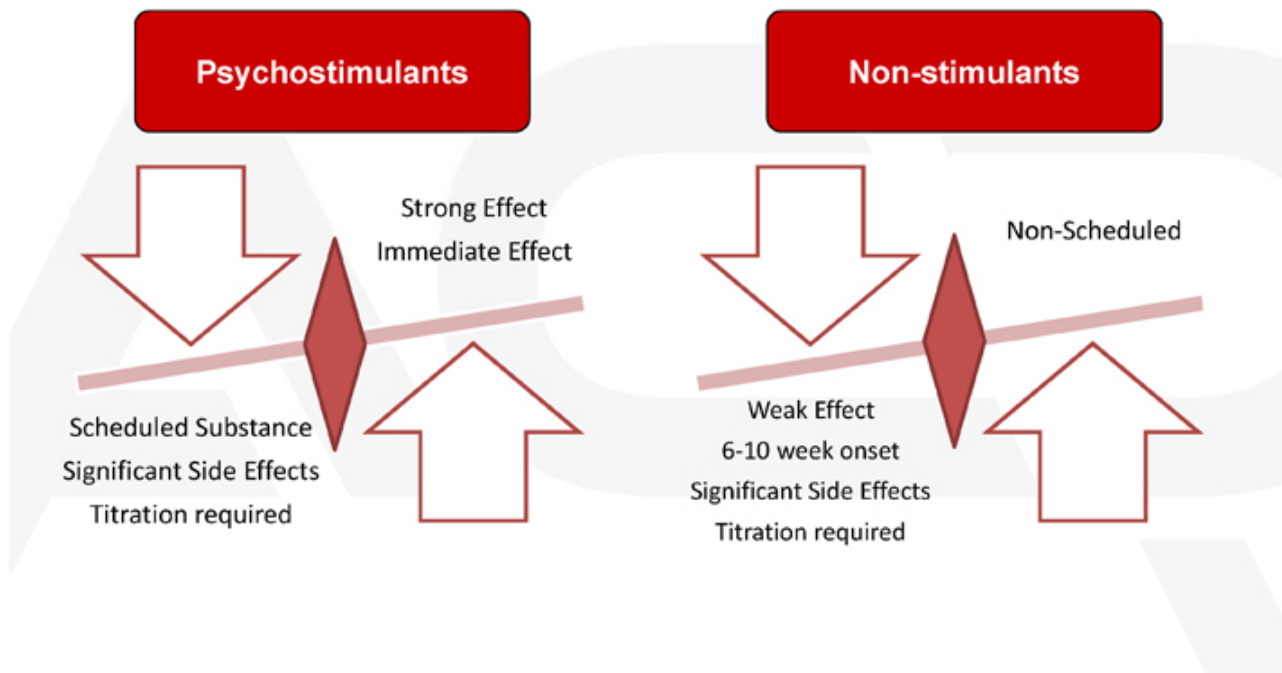 Psychostimulants
Strong Effect
Immediate Effect
Scheduled Substance
Significant Side Effects
Titration required
Non-stimulants
Non-Scheduled
Weak Effect
6-10 week onset
Significant Side Effects
Titration required